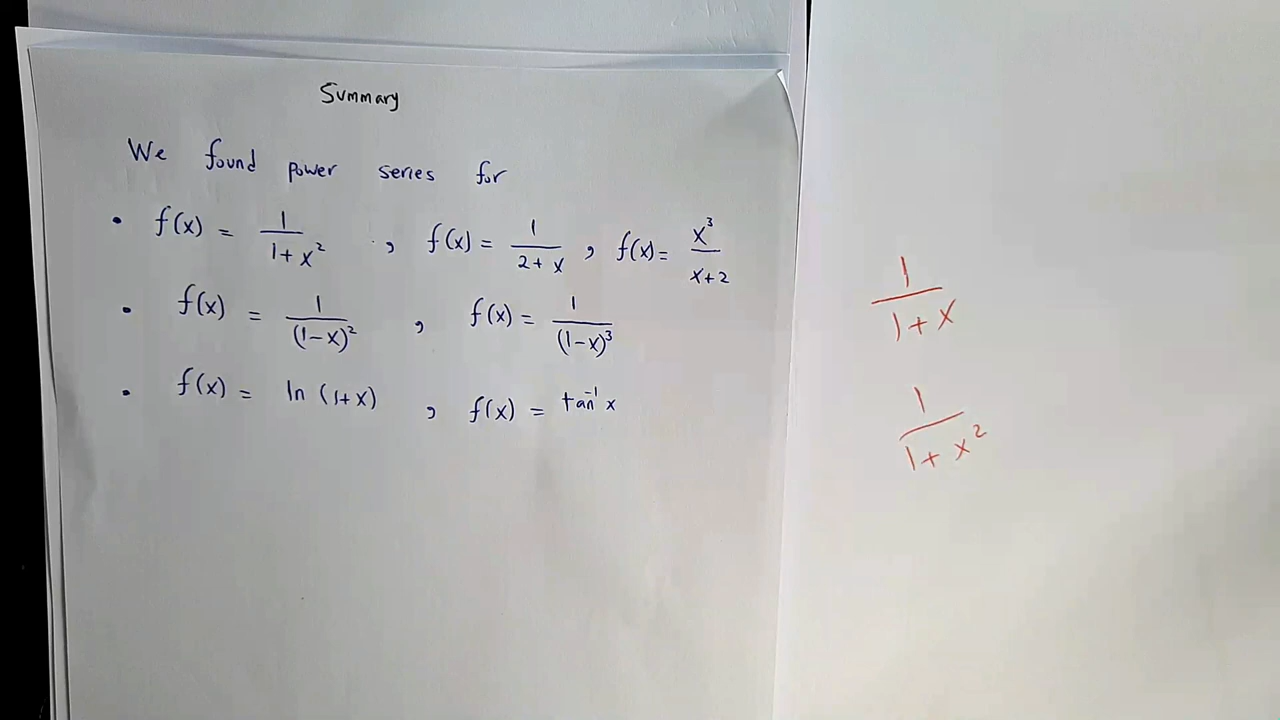 Summary
We found power series for
• f(x) = 1/(1+x²) , f(x) = 1/(2+x) , f(x) = x³/(x+2)
• f(x) = 1/(1-x)² , f(x) = 1/(1-x)³
• f(x) = ln (1+x) , f(x) = tan⁻¹ x
1/(1+x)
1/(1+x²)